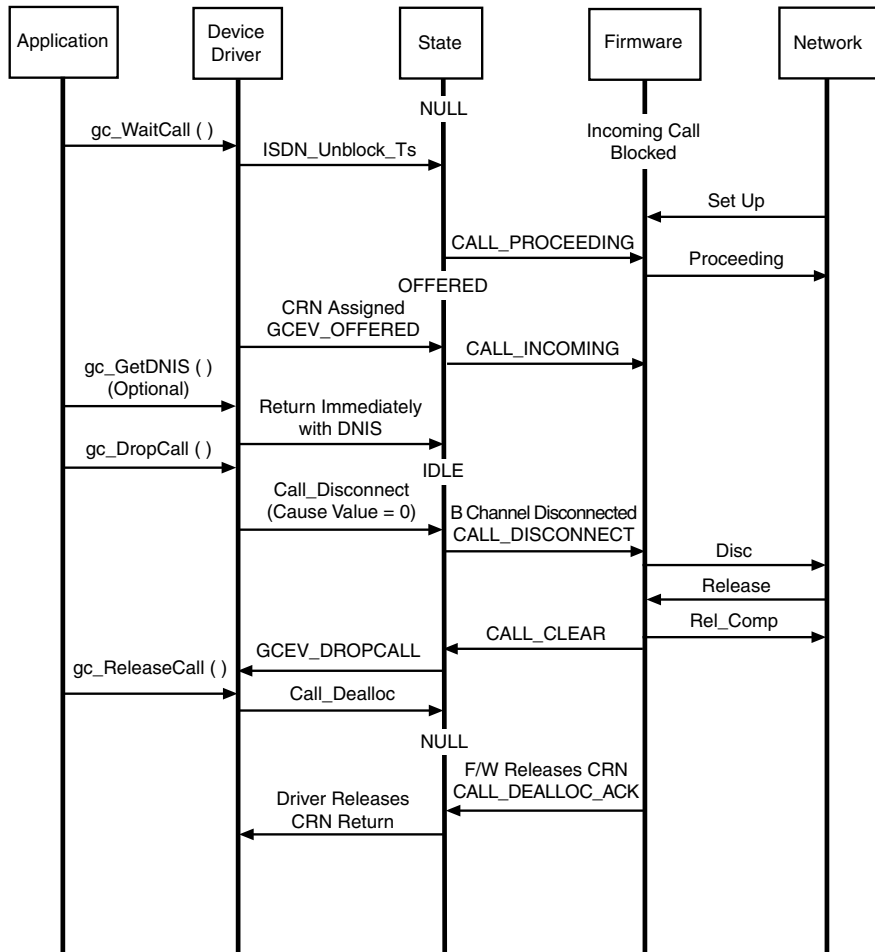 Application
Device
Driver
State
Firmware
Network
NULL
gc_WaitCall ( )
Incoming Call
Blocked
ISDN_Unblock_Ts
Set Up
CALL_PROCEEDING
Proceeding
OFFERED
CRN Assigned
GCEV_OFFERED
CALL_INCOMING
gc_GetDNIS ( )
(Optional)
Return Immediately
with DNIS
gc_DropCall ( )
IDLE
Call_Disconnect
(Cause Value = 0)
B Channel Disconnected
CALL_DISCONNECT
Disc
Release
Rel_Comp
CALL_CLEAR
GCEV_DROPCALL
gc_ReleaseCall ( )
Call_Dealloc
NULL
F/W Releases CRN
CALL_DEALLOC_ACK
Driver Releases
CRN Return